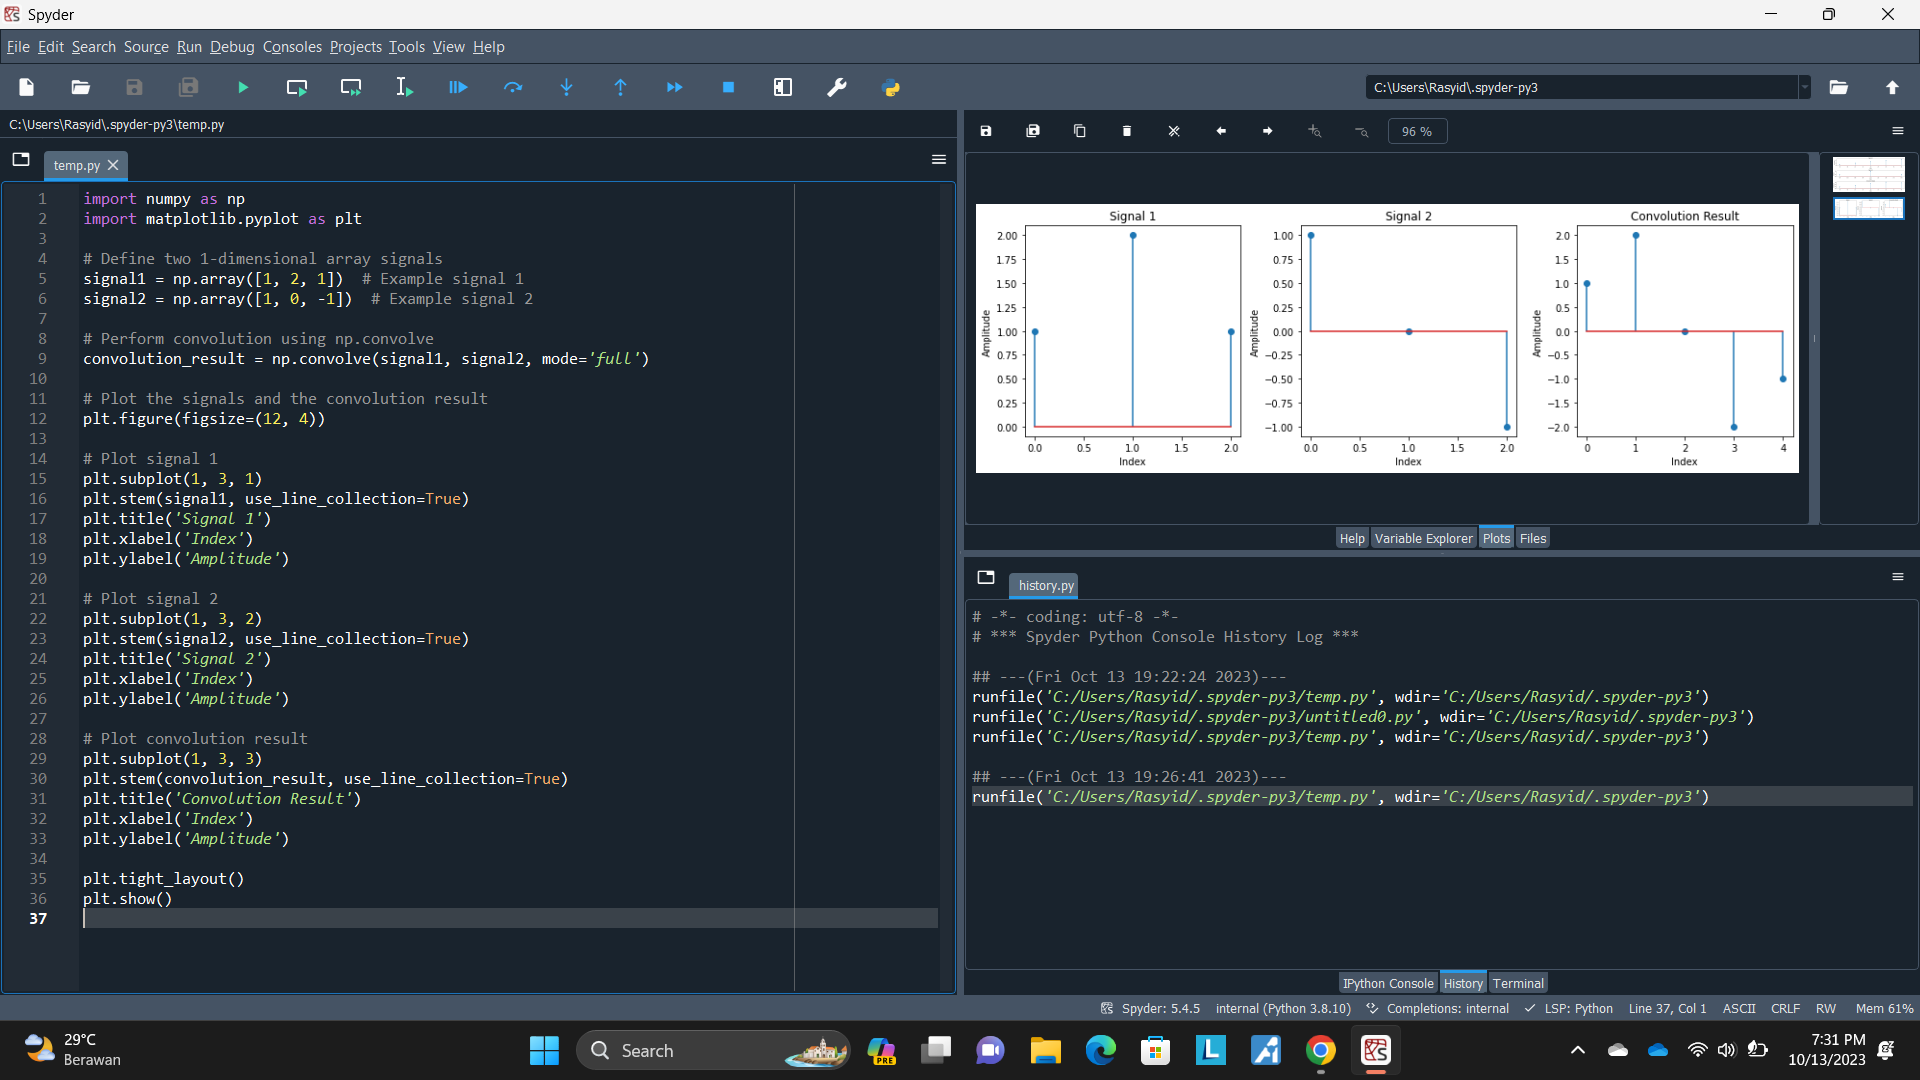 Spyder
File Edit Search Source Run Debug Consoles Projects Tools View Help
C:\Users\Rasyid\.spyder-py3
C:\Users\Rasyid\.spyder-py3\temp.py
temp.py
1 import numpy as np
2 import matplotlib.pyplot as plt
3
4 # Define two 1-dimensional array signals
5 signal1 = np.array([1, 2, 1])  # Example signal 1
6 signal2 = np.array([1, 0, -1])  # Example signal 2
7
8 # Perform convolution using np.convolve
9 convolution_result = np.convolve(signal1, signal2, mode='full')
10
11 # Plot the signals and the convolution result
12 plt.figure(figsize=(12, 4))
13
14 # Plot signal 1
15 plt.subplot(1, 3, 1)
16 plt.stem(signal1, use_line_collection=True)
17 plt.title('Signal 1')
18 plt.xlabel('Index')
19 plt.ylabel('Amplitude')
20
21 # Plot signal 2
22 plt.subplot(1, 3, 2)
23 plt.stem(signal2, use_line_collection=True)
24 plt.title('Signal 2')
25 plt.xlabel('Index')
26 plt.ylabel('Amplitude')
27
28 # Plot convolution result
29 plt.subplot(1, 3, 3)
30 plt.stem(convolution_result, use_line_collection=True)
31 plt.title('Convolution Result')
32 plt.xlabel('Index')
33 plt.ylabel('Amplitude')
34
35 plt.tight_layout()
36 plt.show()
37
96 %
Signal 1
Amplitude
2.00
1.75
1.50
1.25
1.00
0.75
0.50
0.25
0.00
0.0 0.5 1.0 1.5 2.0
Index
Signal 2
Amplitude
1.00
0.75
0.50
0.25
0.00
−0.25
−0.50
−0.75
−1.00
0.0 0.5 1.0 1.5 2.0
Index
Convolution Result
Amplitude
2.0
1.5
1.0
0.5
0.0
−0.5
−1.0
−1.5
−2.0
0 1 2 3 4
Index
Help Variable Explorer Plots Files
history.py
# -*- coding: utf-8 -*-
# *** Spyder Python Console History Log ***
## ---(Fri Oct 13 19:22:24 2023)---
runfile('C:/Users/Rasyid/.spyder-py3/temp.py', wdir='C:/Users/Rasyid/.spyder-py3')
runfile('C:/Users/Rasyid/.spyder-py3/untitled0.py', wdir='C:/Users/Rasyid/.spyder-py3')
runfile('C:/Users/Rasyid/.spyder-py3/temp.py', wdir='C:/Users/Rasyid/.spyder-py3')
## ---(Fri Oct 13 19:26:41 2023)---
runfile('C:/Users/Rasyid/.spyder-py3/temp.py', wdir='C:/Users/Rasyid/.spyder-py3')
IPython Console History Terminal
Spyder: 5.4.5 internal (Python 3.8.10) Completions: internal LSP: Python Line 37, Col 1 ASCII CRLF RW Mem 61%
29°C
Berawan
Search
PRE
L
7:31 PM
10/13/2023